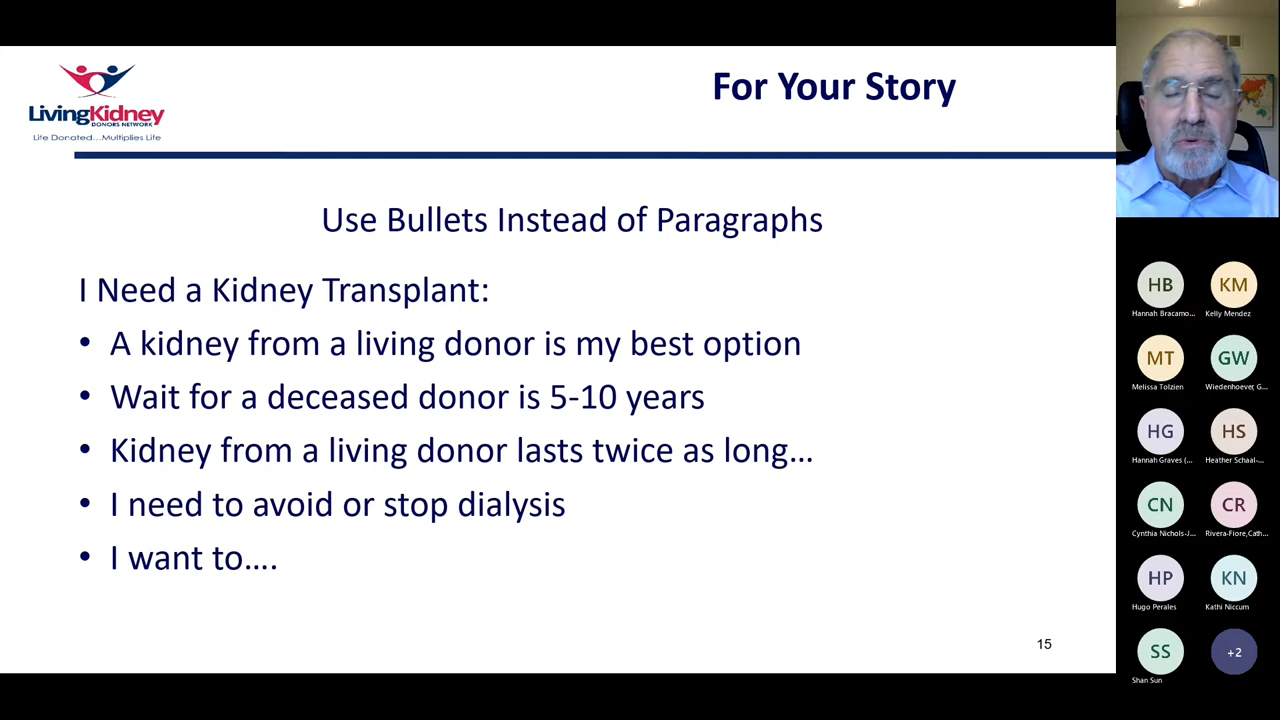 LivingKidney
DONORS NETWORK
Life Donated...Multiplies Life
For Your Story
Use Bullets Instead of Paragraphs
I Need a Kidney Transplant:
• A kidney from a living donor is my best option
• Wait for a deceased donor is 5-10 years
• Kidney from a living donor lasts twice as long…
• I need to avoid or stop dialysis
• I want to….
15
HB
KM
Hannah Bracamo...
Kelly Mendez
MT
GW
Melissa Tolzien
Wiedenhoever, G...
HG
HS
Hannah Graves (...
Heather Schaal-...
CN
CR
Cynthia Nichols-J...
Rivera-Fiore,Cath...
HP
KN
Hugo Perales
Kathi Niccum
SS
+2
Shan Sun